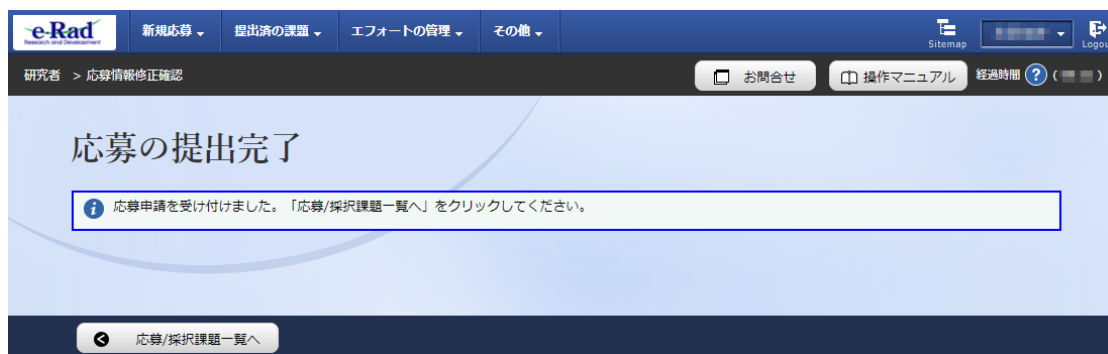 e-Rad
Research and Development
新規応募
提出済の課題
エフォートの管理
その他
Sitemap
Logou
研究者 > 応募情報修正確認
お問合せ
操作マニュアル
経過時間 ? ( )
応募の提出完了
応募申請を受け付けました。「応募/採択課題一覧へ」をクリックしてください。
応募/採択課題一覧へ